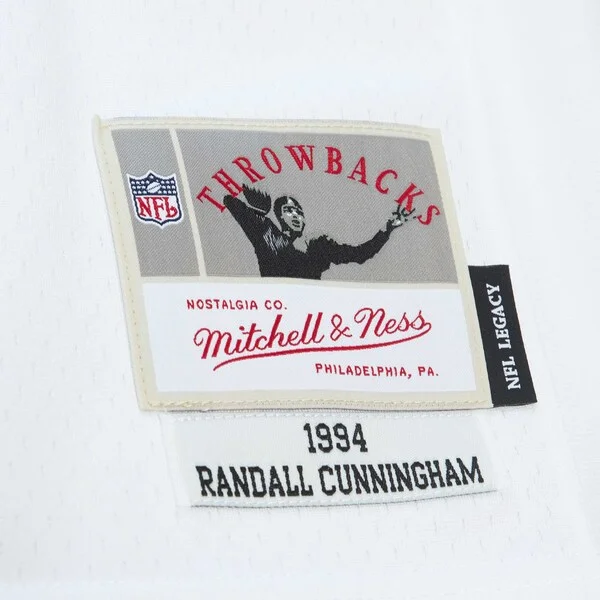 THROWBACKS
NFL
NOSTALGIA CO.
Mitchell & Ness
PHILADELPHIA, PA.
NFL LEGACY
1994
RANDALL CUNNINGHAM